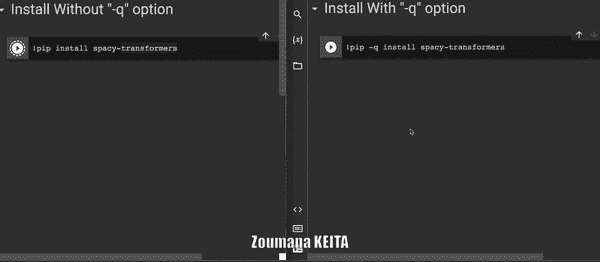 Install Without "-q" option
!pip install spacy-transformers
{x}
<>
Install With "-q" option
!pip -q install spacy-transformers
Zoumana KEITA